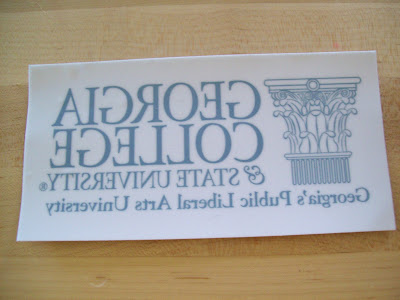 GEORGIA
COLLEGE
& STATE UNIVERSITY®
Georgia's Public Liberal Arts University